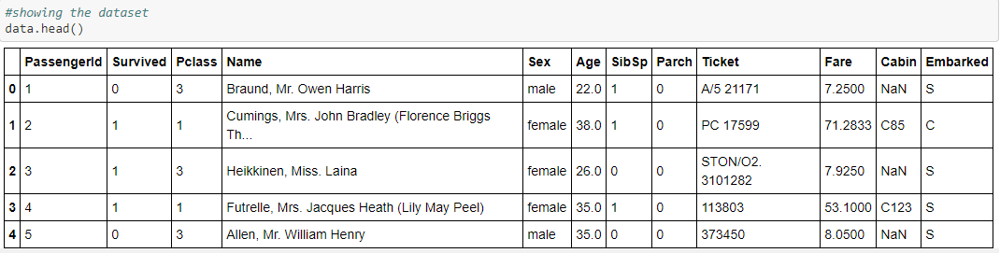 #showing the dataset
data.head()
PassengerId Survived Pclass Name Sex Age SibSp Parch Ticket Fare Cabin Embarked
0 1 0 3 Braund, Mr. Owen Harris male 22.0 1 0 A/5 21171 7.2500 NaN S
1 2 1 1 Cumings, Mrs. John Bradley (Florence Briggs
Th... female 38.0 1 0 PC 17599 71.2833 C85 C
2 3 1 3 Heikkinen, Miss. Laina female 26.0 0 0 STON/O2.
3101282 7.9250 NaN S
3 4 1 1 Futrelle, Mrs. Jacques Heath (Lily May Peel) female 35.0 1 0 113803 53.1000 C123 S
4 5 0 3 Allen, Mr. William Henry male 35.0 0 0 373450 8.0500 NaN S